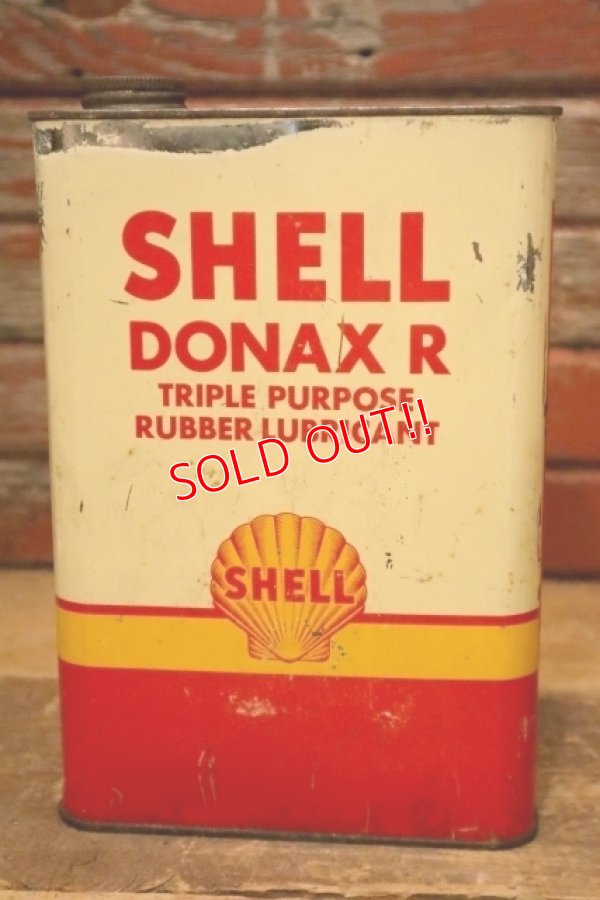 SHELL
DONAX R
TRIPLE PURPOSE
RUBBER LUBRICANT
SOLD OUT!!
SHELL